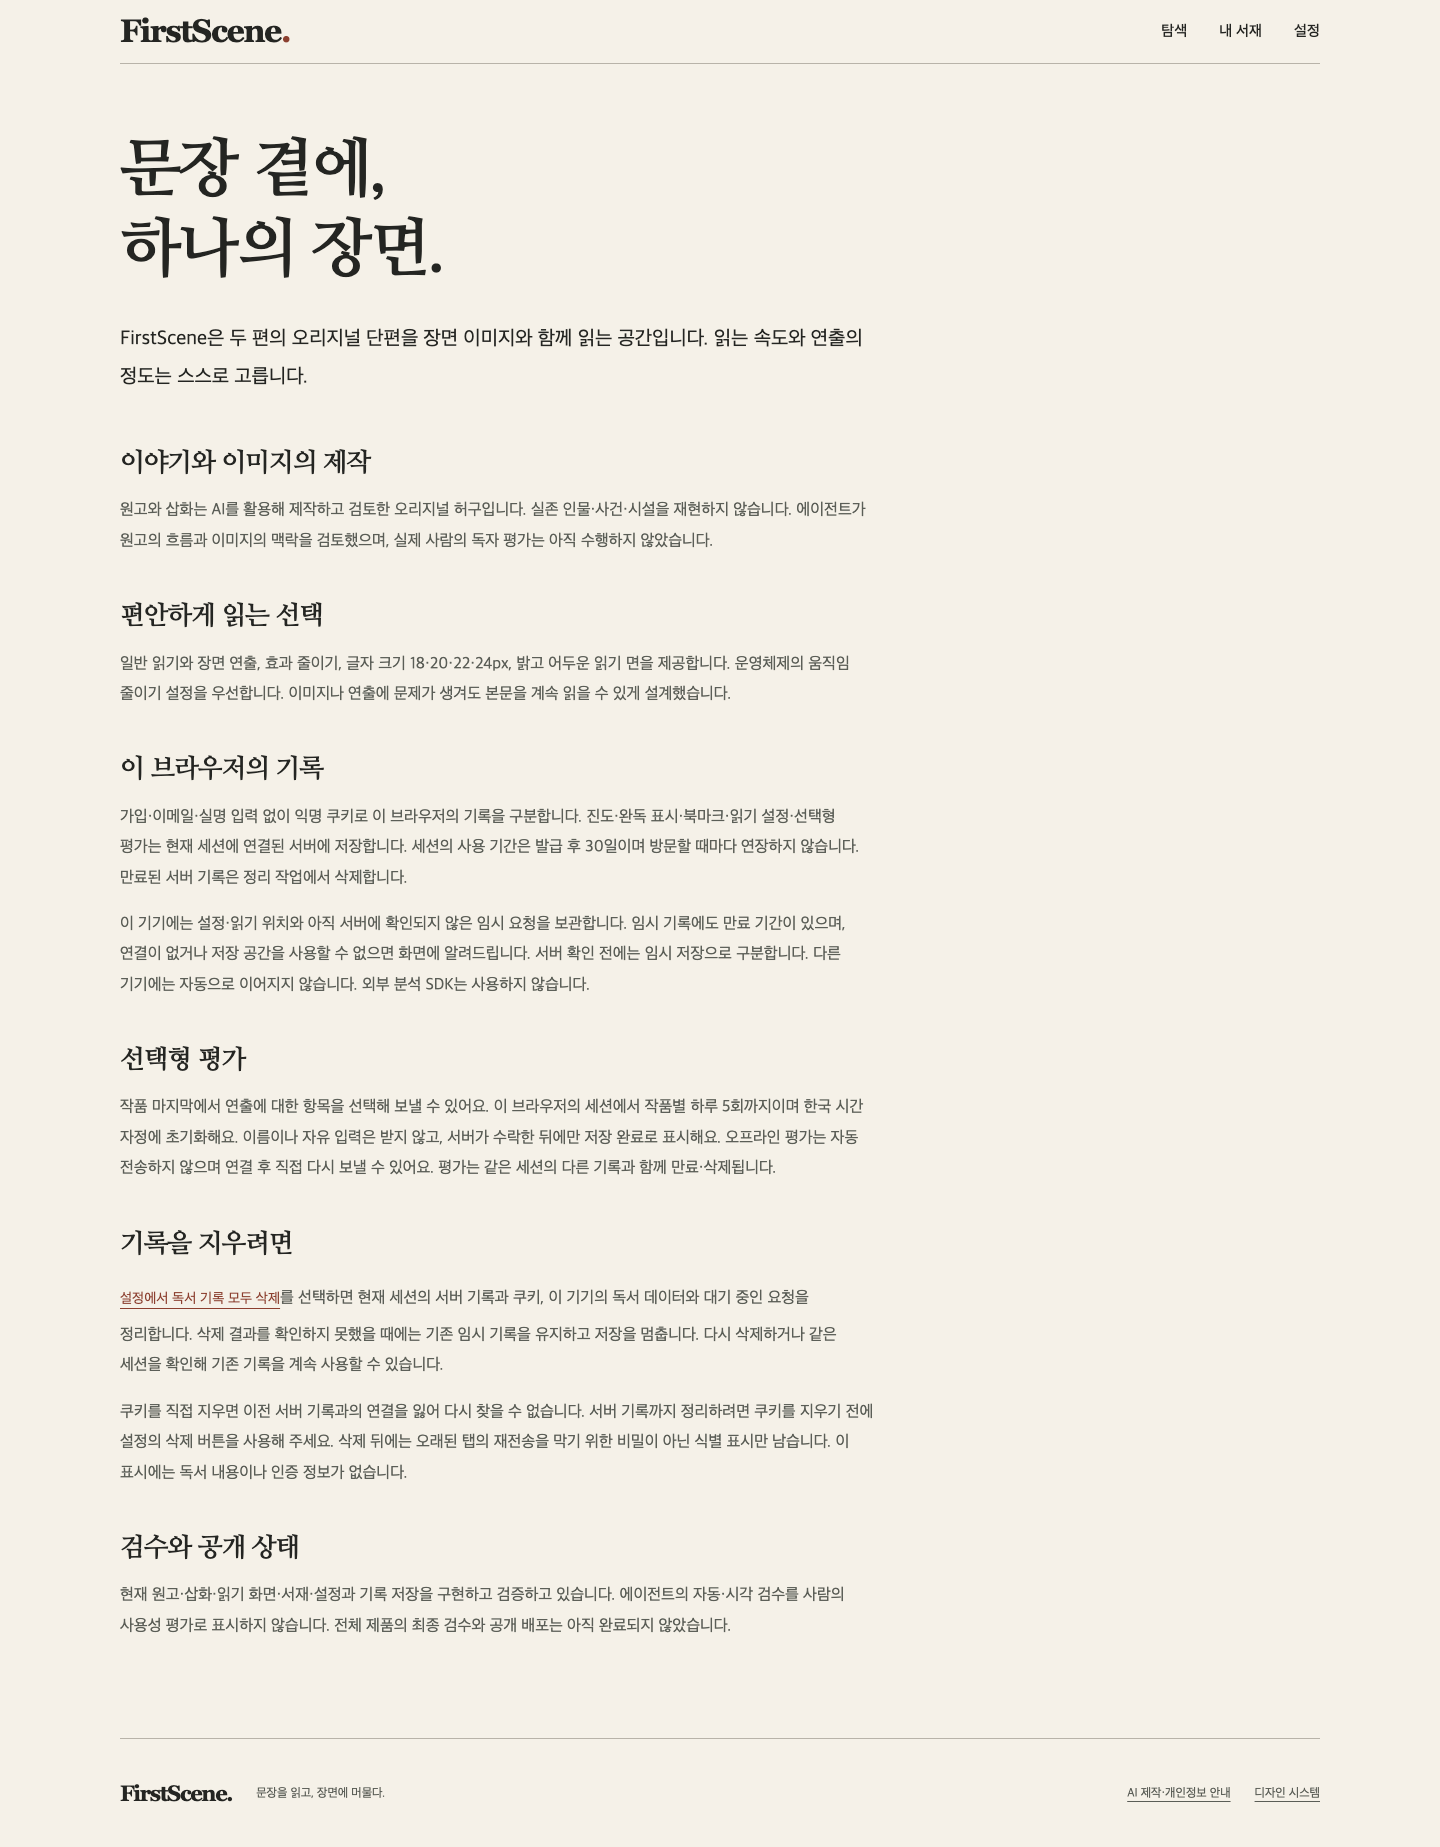 FirstScene.
탐색
내 서재
설정
문장 곁에,
하나의 장면.
FirstScene은 두 편의 오리지널 단편을 장면 이미지와 함께 읽는 공간입니다. 읽는 속도와 연출의
정도는 스스로 고릅니다.
이야기와 이미지의 제작
원고와 삽화는 AI를 활용해 제작하고 검토한 오리지널 허구입니다. 실존 인물·사건·시설을 재현하지 않습니다. 에이전트가
원고의 흐름과 이미지의 맥락을 검토했으며, 실제 사람의 독자 평가는 아직 수행하지 않았습니다.
편안하게 읽는 선택
일반 읽기와 장면 연출, 효과 줄이기, 글자 크기 18·20·22·24px, 밝고 어두운 읽기 면을 제공합니다. 운영체제의 움직임
줄이기 설정을 우선합니다. 이미지나 연출에 문제가 생겨도 본문을 계속 읽을 수 있게 설계했습니다.
이 브라우저의 기록
가입·이메일·실명 입력 없이 익명 쿠키로 이 브라우저의 기록을 구분합니다. 진도·완독 표시·북마크·읽기 설정·선택형
평가는 현재 세션에 연결된 서버에 저장합니다. 세션의 사용 기간은 발급 후 30일이며 방문할 때마다 연장하지 않습니다.
만료된 서버 기록은 정리 작업에서 삭제합니다.
이 기기에는 설정·읽기 위치와 아직 서버에 확인되지 않은 임시 요청을 보관합니다. 임시 기록에도 만료 기간이 있으며,
연결이 없거나 저장 공간을 사용할 수 없으면 화면에 알려드립니다. 서버 확인 전에는 임시 저장으로 구분합니다. 다른
기기에는 자동으로 이어지지 않습니다. 외부 분석 SDK는 사용하지 않습니다.
선택형 평가
작품 마지막에서 연출에 대한 항목을 선택해 보낼 수 있어요. 이 브라우저의 세션에서 작품별 하루 5회까지이며 한국 시간
자정에 초기화해요. 이름이나 자유 입력은 받지 않고, 서버가 수락한 뒤에만 저장 완료로 표시해요. 오프라인 평가는 자동
전송하지 않으며 연결 후 직접 다시 보낼 수 있어요. 평가는 같은 세션의 다른 기록과 함께 만료·삭제됩니다.
기록을 지우려면
설정에서 독서 기록 모두 삭제를 선택하면 현재 세션의 서버 기록과 쿠키, 이 기기의 독서 데이터와 대기 중인 요청을
정리합니다. 삭제 결과를 확인하지 못했을 때에는 기존 임시 기록을 유지하고 저장을 멈춥니다. 다시 삭제하거나 같은
세션을 확인해 기존 기록을 계속 사용할 수 있습니다.
쿠키를 직접 지우면 이전 서버 기록과의 연결을 잃어 다시 찾을 수 없습니다. 서버 기록까지 정리하려면 쿠키를 지우기 전에
설정의 삭제 버튼을 사용해 주세요. 삭제 뒤에는 오래된 탭의 재전송을 막기 위한 비밀이 아닌 식별 표시만 남습니다. 이
표시에는 독서 내용이나 인증 정보가 없습니다.
검수와 공개 상태
현재 원고·삽화·읽기 화면·서재·설정과 기록 저장을 구현하고 검증하고 있습니다. 에이전트의 자동·시각 검수를 사람의
사용성 평가로 표시하지 않습니다. 전체 제품의 최종 검수와 공개 배포는 아직 완료되지 않았습니다.
FirstScene.
문장을 읽고, 장면에 머물다.
AI 제작·개인정보 안내
디자인 시스템